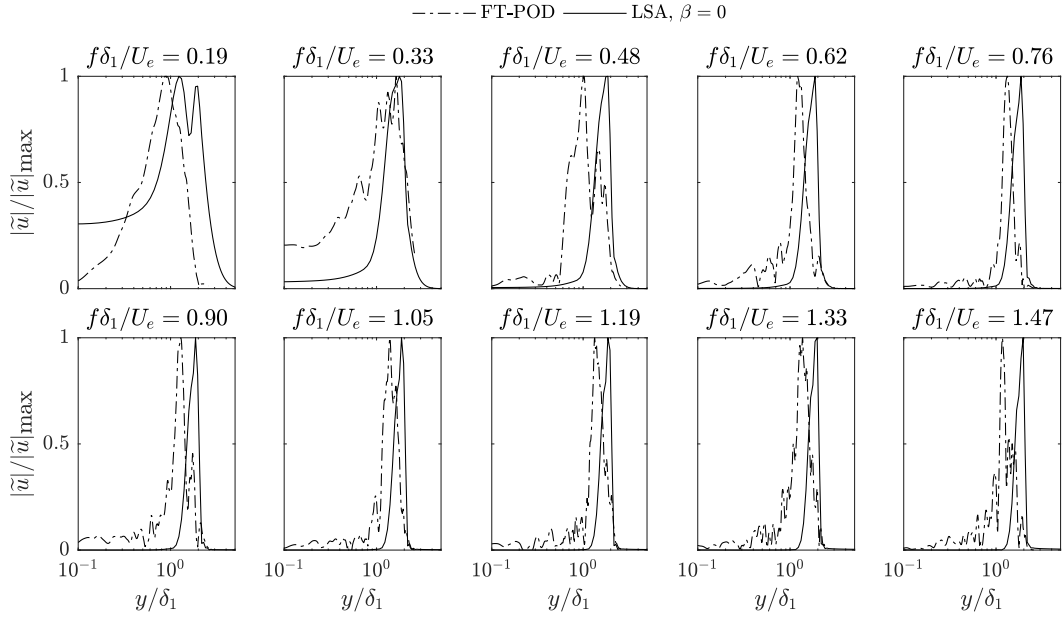 FT-POD LSA, β = 0
fδ₁/Uₑ = 0.19 fδ₁/Uₑ = 0.33 fδ₁/Uₑ = 0.48 fδ₁/Uₑ = 0.62 fδ₁/Uₑ = 0.76
1
|ũ|/|ũ|max
0.5
0
fδ₁/Uₑ = 0.90 fδ₁/Uₑ = 1.05 fδ₁/Uₑ = 1.19 fδ₁/Uₑ = 1.33 fδ₁/Uₑ = 1.47
1
|ũ|/|ũ|max
0.5
0
10⁻¹ 10⁰ 10⁻¹ 10⁰ 10⁻¹ 10⁰ 10⁻¹ 10⁰ 10⁻¹ 10⁰
y/δ₁ y/δ₁ y/δ₁ y/δ₁ y/δ₁